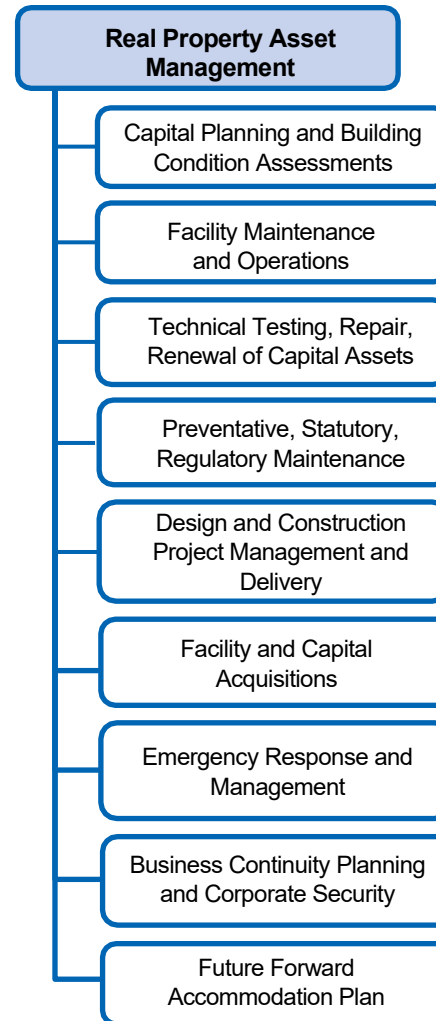 Real Property Asset
Management
Capital Planning and Building
Condition Assessments
Facility Maintenance
and Operations
Technical Testing, Repair,
Renewal of Capital Assets
Preventative, Statutory,
Regulatory Maintenance
Design and Construction
Project Management and
Delivery
Facility and Capital
Acquisitions
Emergency Response and
Management
Business Continuity Planning
and Corporate Security
Future Forward
Accommodation Plan